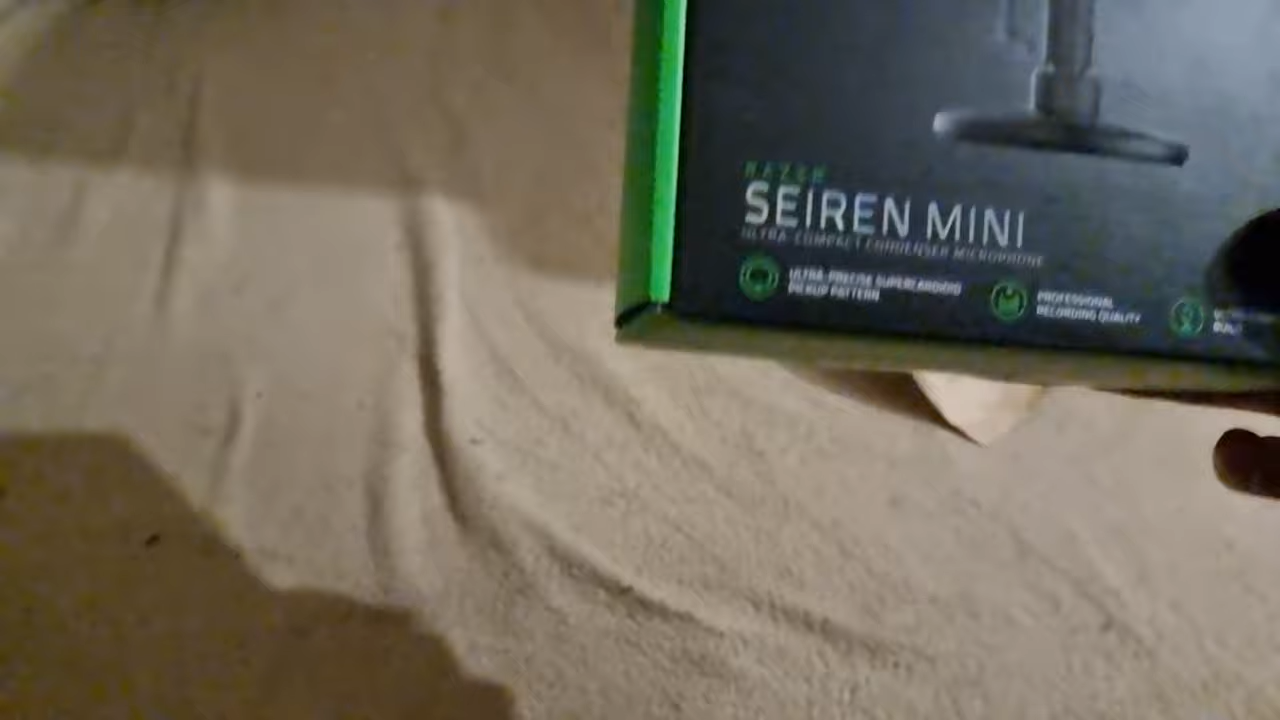 RAZER
SEIREN MINI
ULTRA-COMPACT CONDENSER MICROPHONE
ULTRA-PRECISE SUPERCARDIOID
PICKUP PATTERN
PROFESSIONAL
RECORDING QUALITY